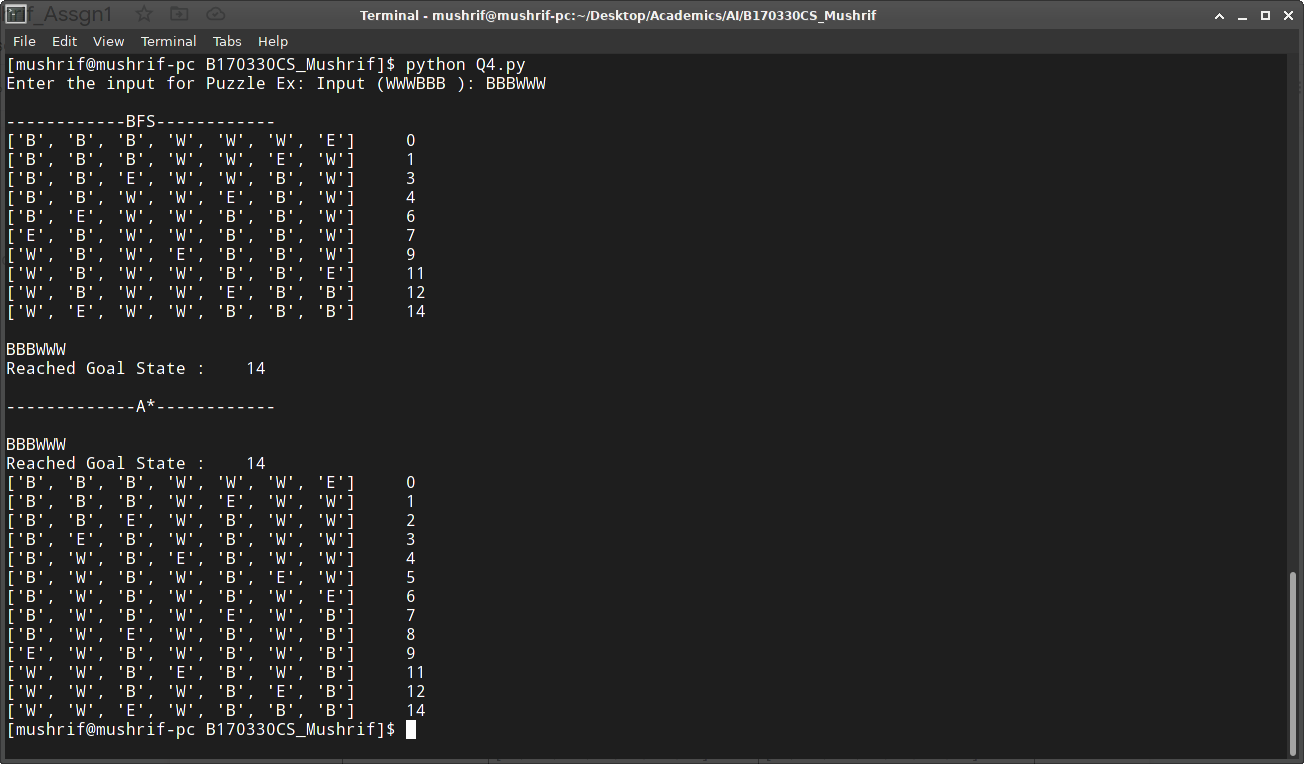 rif_Assgn1
Terminal - mushrif@mushrif-pc:~/Desktop/Academics/AI/B170330CS_Mushrif
File Edit View Terminal Tabs Help
[mushrif@mushrif-pc B170330CS_Mushrif]$ python Q4.py
Enter the input for Puzzle Ex: Input (WWWBBB ): BBBWWW
------------BFS------------
['B', 'B', 'B', 'W', 'W', 'W', 'E']     0
['B', 'B', 'B', 'W', 'W', 'E', 'W']     1
['B', 'B', 'E', 'W', 'W', 'B', 'W']     3
['B', 'B', 'W', 'W', 'E', 'B', 'W']     4
['B', 'E', 'W', 'W', 'B', 'B', 'W']     6
['E', 'B', 'W', 'W', 'B', 'B', 'W']     7
['W', 'B', 'W', 'E', 'B', 'B', 'W']     9
['W', 'B', 'W', 'W', 'B', 'B', 'E']     11
['W', 'B', 'W', 'W', 'E', 'B', 'B']     12
['W', 'E', 'W', 'W', 'B', 'B', 'B']     14
BBBWWW
Reached Goal State :    14
-------------A*------------
BBBWWW
Reached Goal State :    14
['B', 'B', 'B', 'W', 'W', 'W', 'E']     0
['B', 'B', 'B', 'W', 'E', 'W', 'W']     1
['B', 'B', 'E', 'W', 'B', 'W', 'W']     2
['B', 'E', 'B', 'W', 'B', 'W', 'W']     3
['B', 'W', 'B', 'E', 'B', 'W', 'W']     4
['B', 'W', 'B', 'W', 'B', 'E', 'W']     5
['B', 'W', 'B', 'W', 'B', 'W', 'E']     6
['B', 'W', 'B', 'W', 'E', 'W', 'B']     7
['B', 'W', 'E', 'W', 'B', 'W', 'B']     8
['E', 'W', 'B', 'W', 'B', 'W', 'B']     9
['W', 'W', 'B', 'E', 'B', 'W', 'B']     11
['W', 'W', 'B', 'W', 'B', 'E', 'B']     12
['W', 'W', 'E', 'W', 'B', 'B', 'B']     14
[mushrif@mushrif-pc B170330CS_Mushrif]$